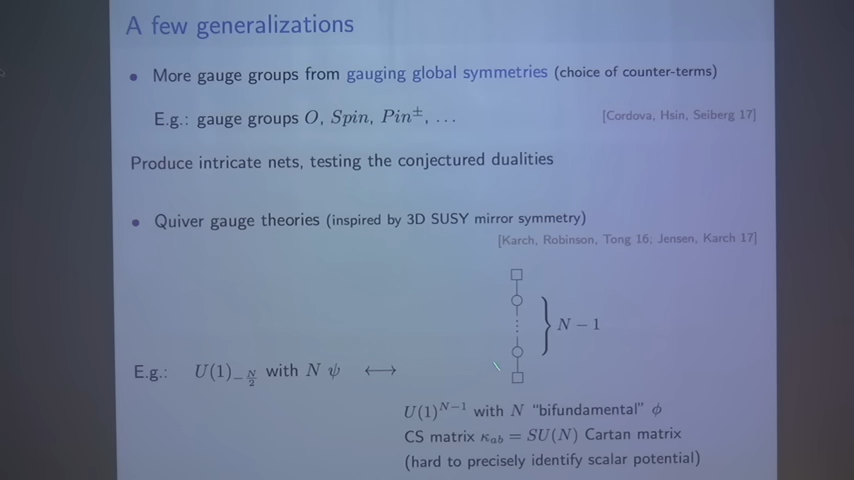 A few generalizations
• More gauge groups from gauging global symmetries (choice of counter-terms)
E.g.: gauge groups O, Spin, Pin±, …
[Cordova, Hsin, Seiberg 17]
Produce intricate nets, testing the conjectured dualities
• Quiver gauge theories (inspired by 3D SUSY mirror symmetry)
[Karch, Robinson, Tong 16; Jensen, Karch 17]
} N − 1
E.g.: U(1)_{−N/2} with N ψ ⟷
U(1)^{N−1} with N "bifundamental" ϕ
CS matrix κ_{ab} = SU(N) Cartan matrix
(hard to precisely identify scalar potential)